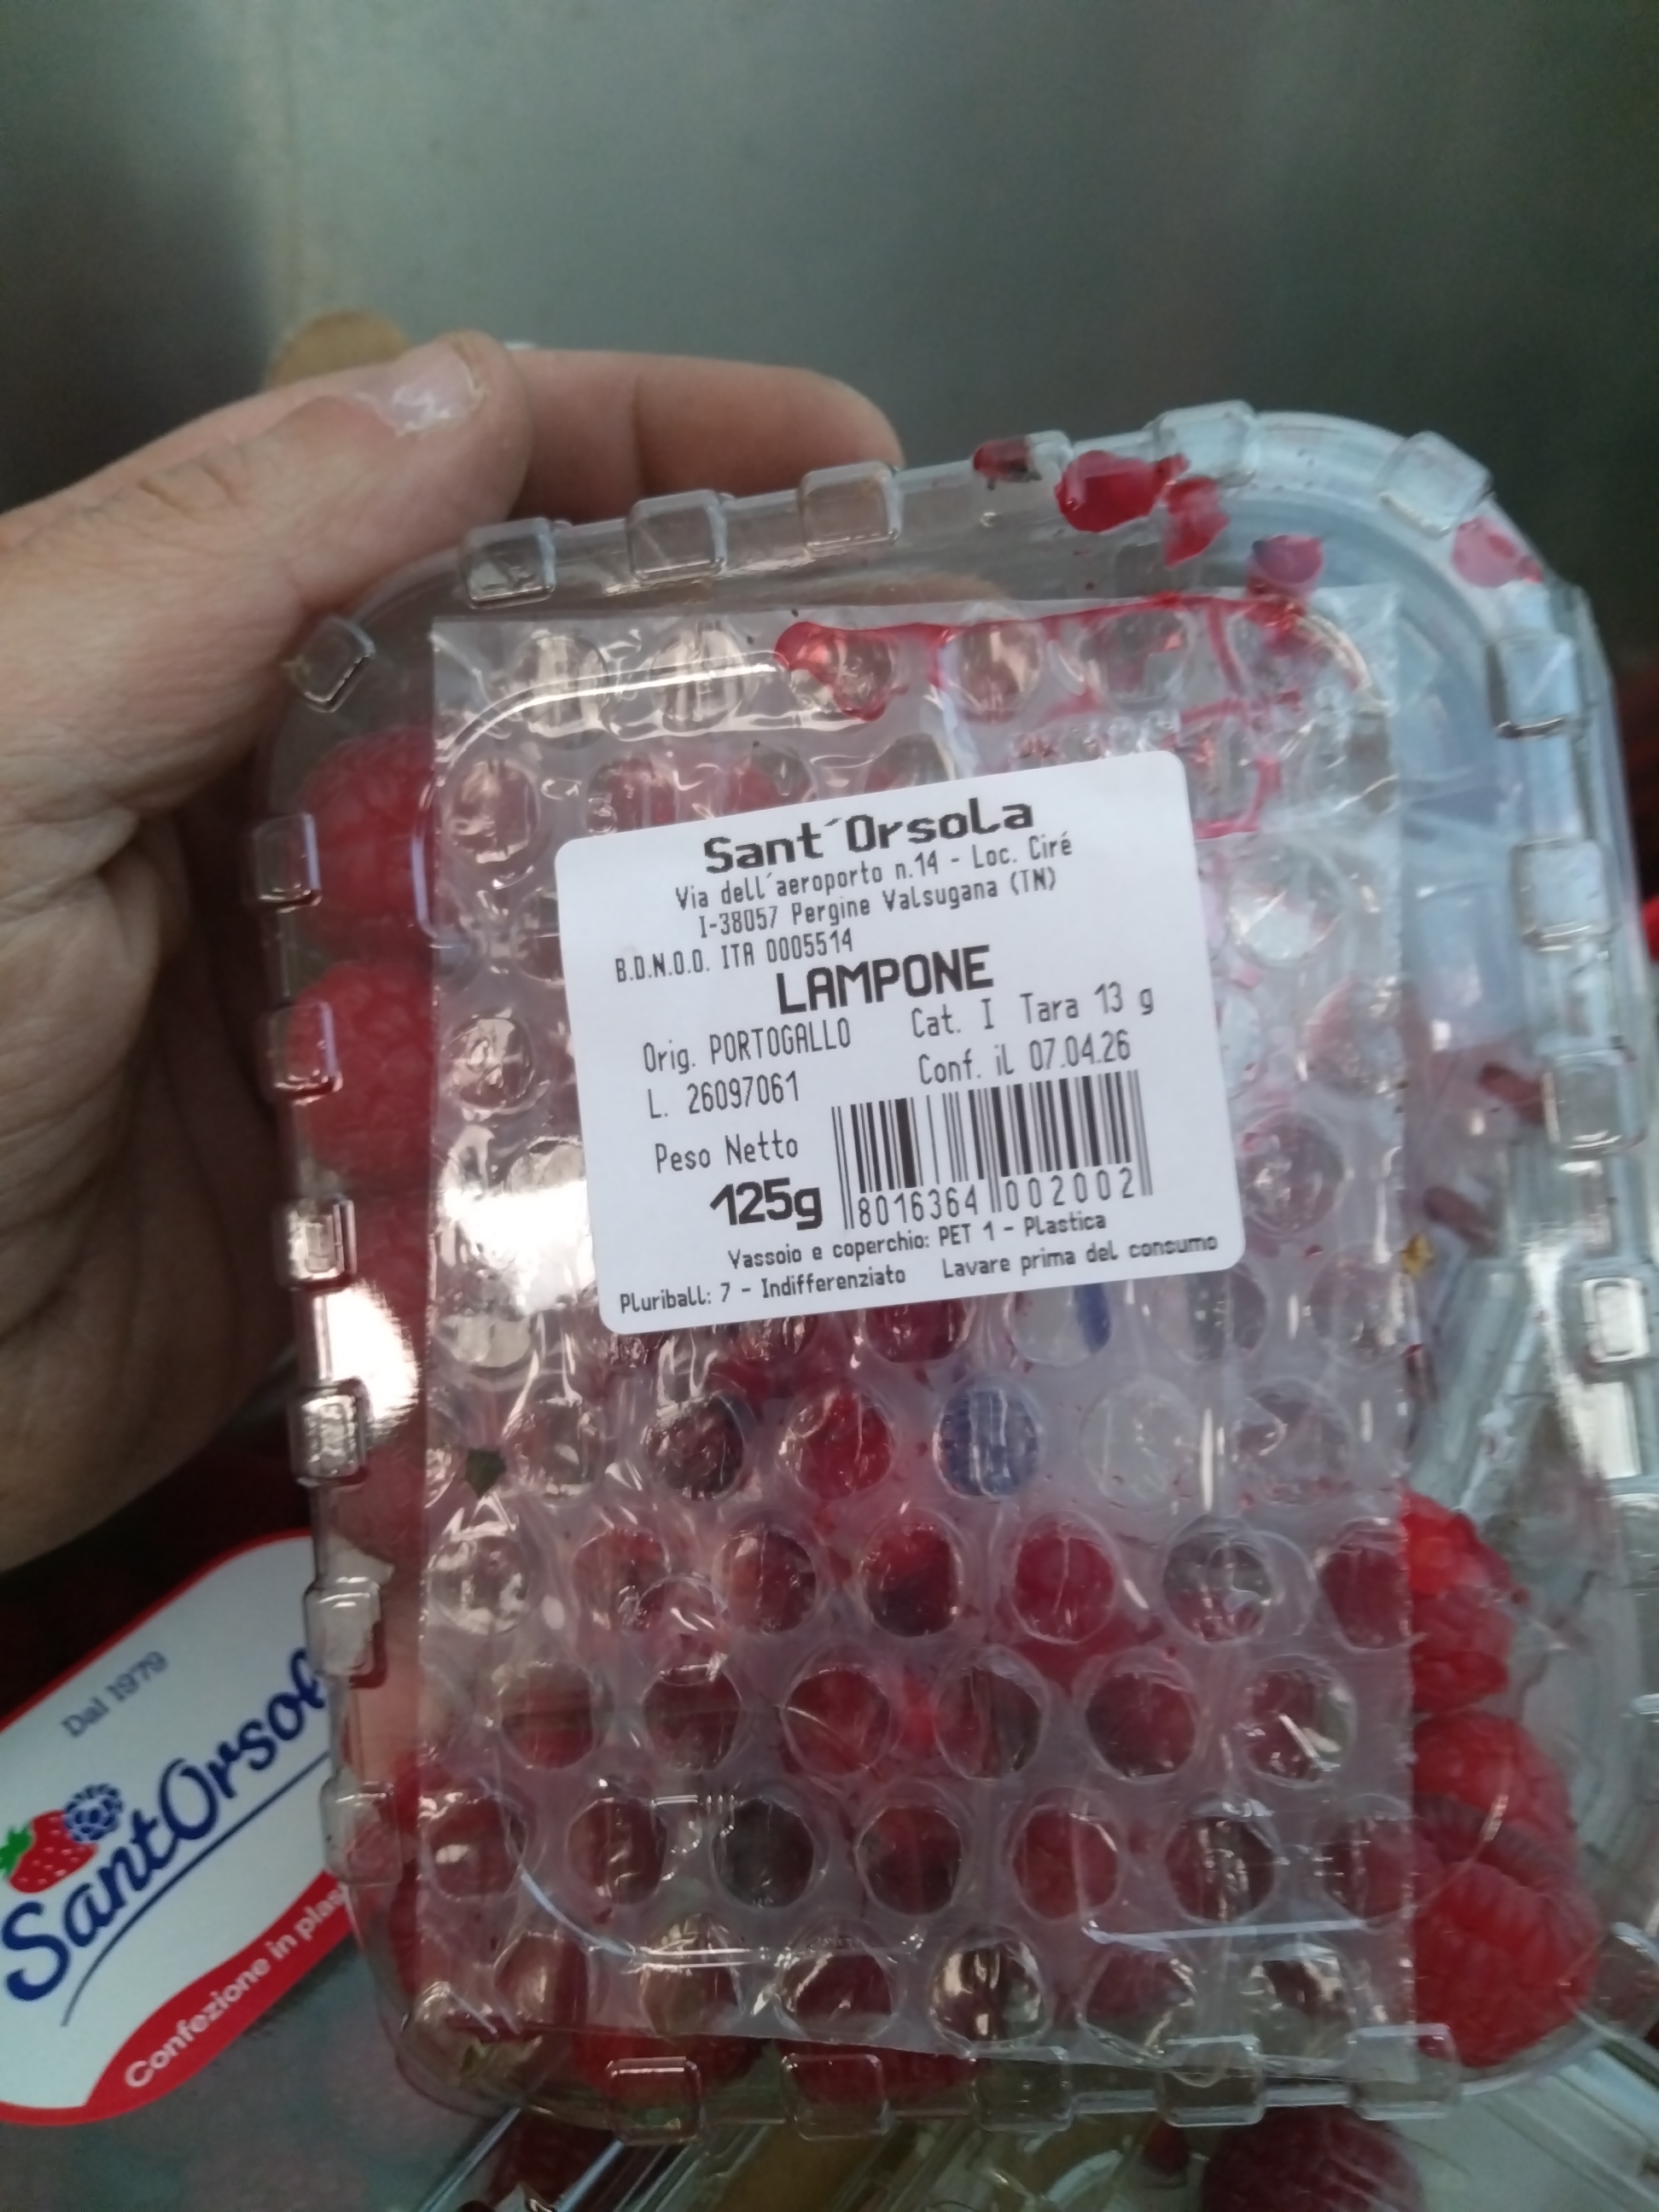 Sant´Orsola
Via dell´aeroporto n.14 - Loc. Ciré
I-38057 Pergine Valsugana (TN)
B.D.N.O.O. ITA 0005514
LAMPONE
Orig. PORTOGALLO Cat. I Tara 13 g
L. 26097061 Conf. il 07.04.26
Peso Netto
125g
8016364 002002
Vassoio e coperchio: PET 1 - Plastica
Pluriball: 7 - Indifferenziato Lavare prima del consumo
Dal 1979
Sant'Orsola
Confezione in